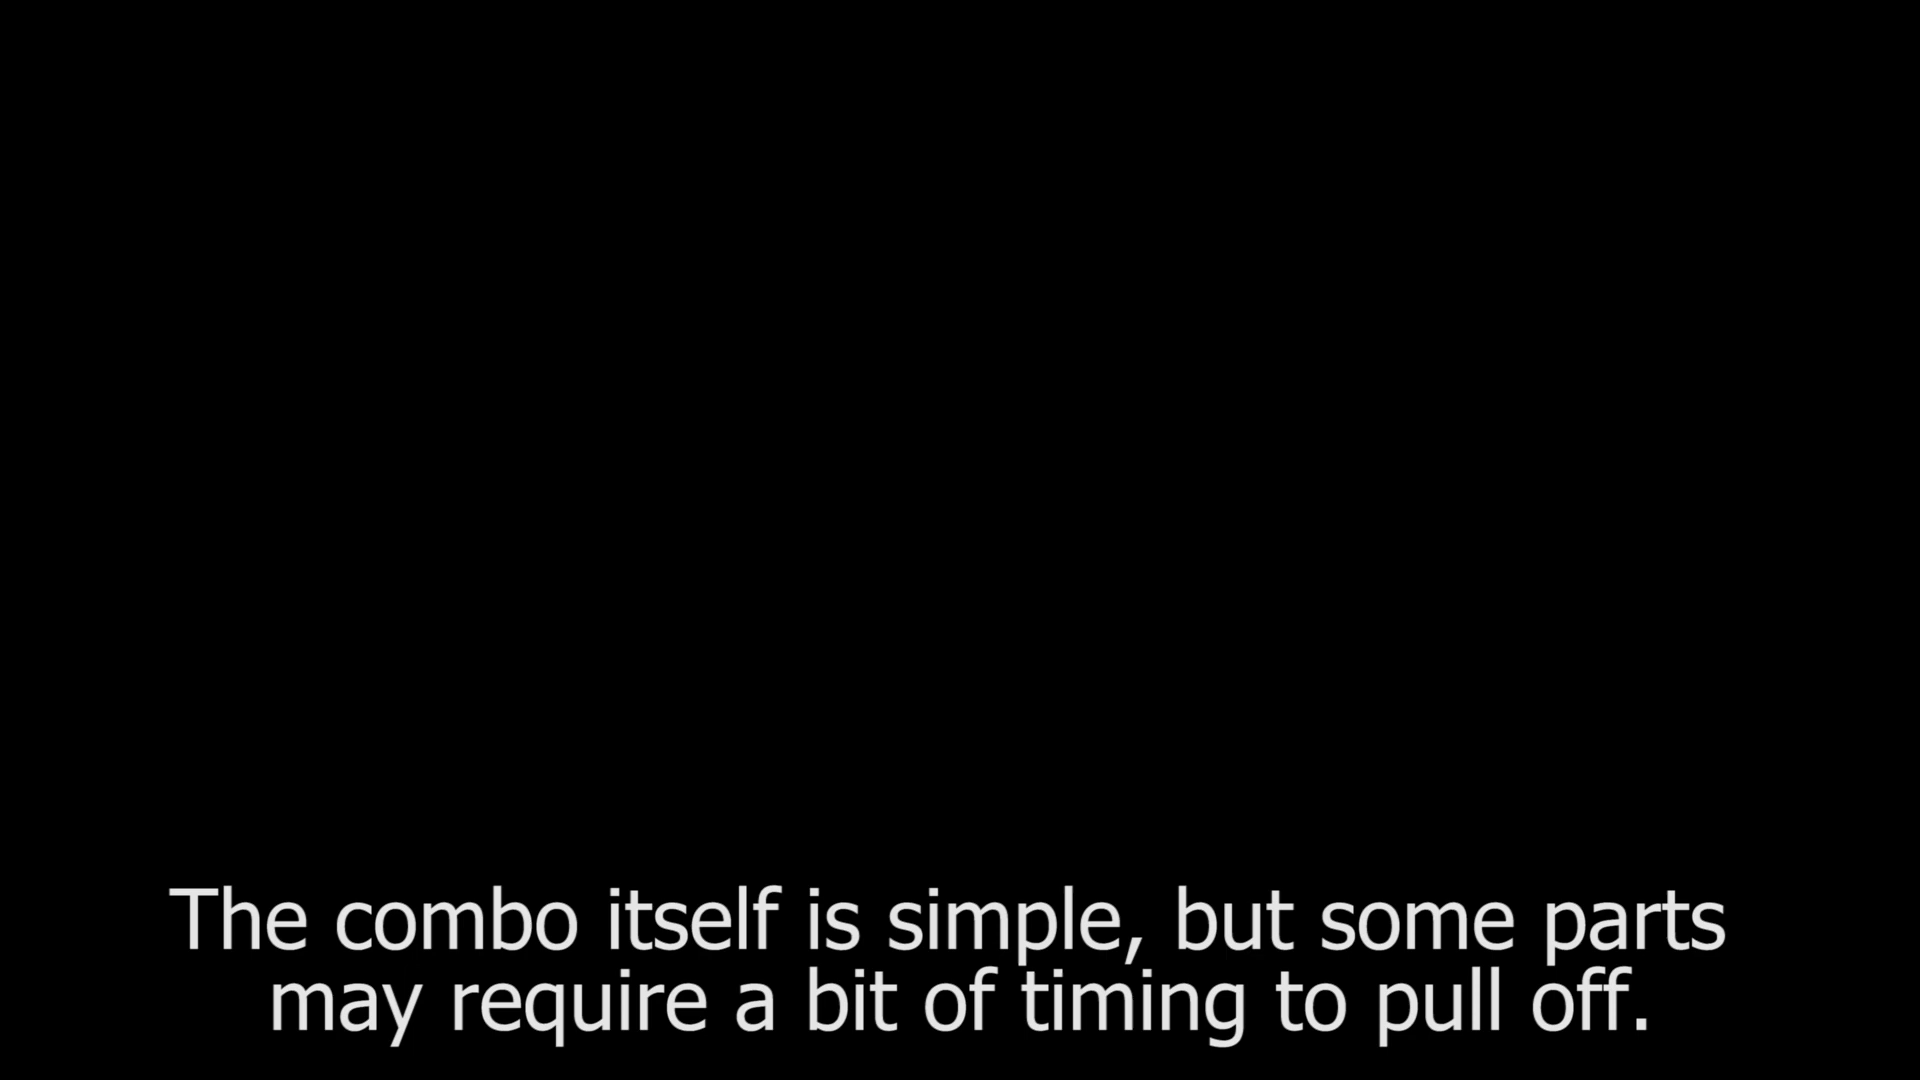 The combo itself is simple, but some parts
may require a bit of timing to pull off.